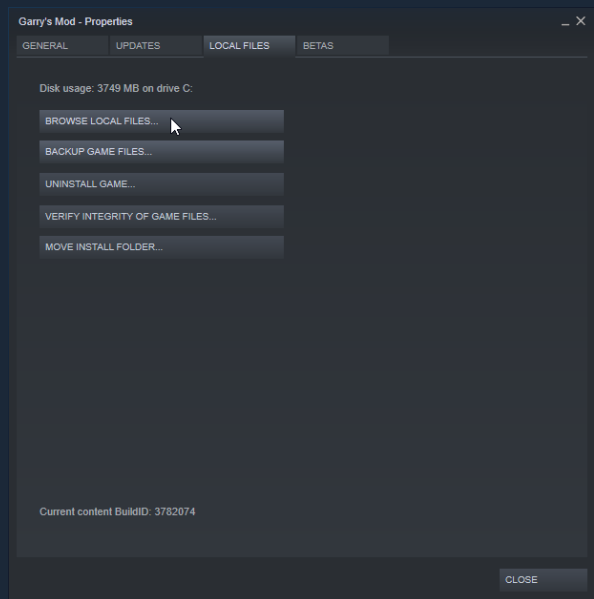 Garry's Mod - Properties
GENERAL UPDATES LOCAL FILES BETAS
Disk usage: 3749 MB on drive C:
BROWSE LOCAL FILES...
BACKUP GAME FILES...
UNINSTALL GAME...
VERIFY INTEGRITY OF GAME FILES...
MOVE INSTALL FOLDER...
Current content BuildID: 3782074
CLOSE